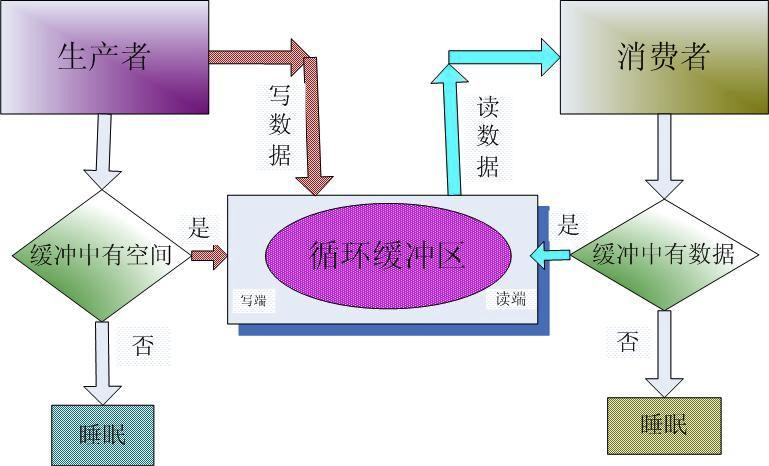 生产者
消费者
写数据
读数据
是
是
缓冲中有空间
循环缓冲区
缓冲中有数据
写端
读端
否
否
睡眠
睡眠